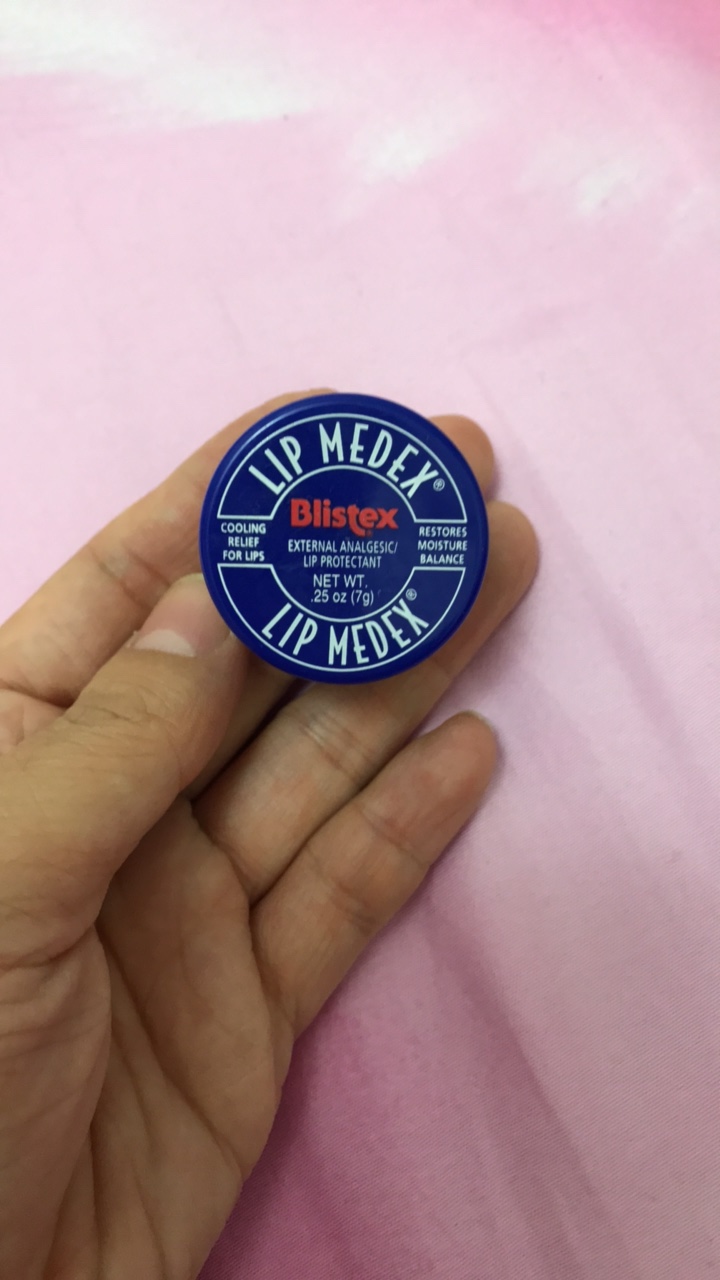 LIP MEDEX®
Blistex®
COOLING
RELIEF
FOR LIPS
EXTERNAL ANALGESIC/
LIP PROTECTANT
NET WT.
.25 oz (7g)
RESTORES
MOISTURE
BALANCE
LIP MEDEX®